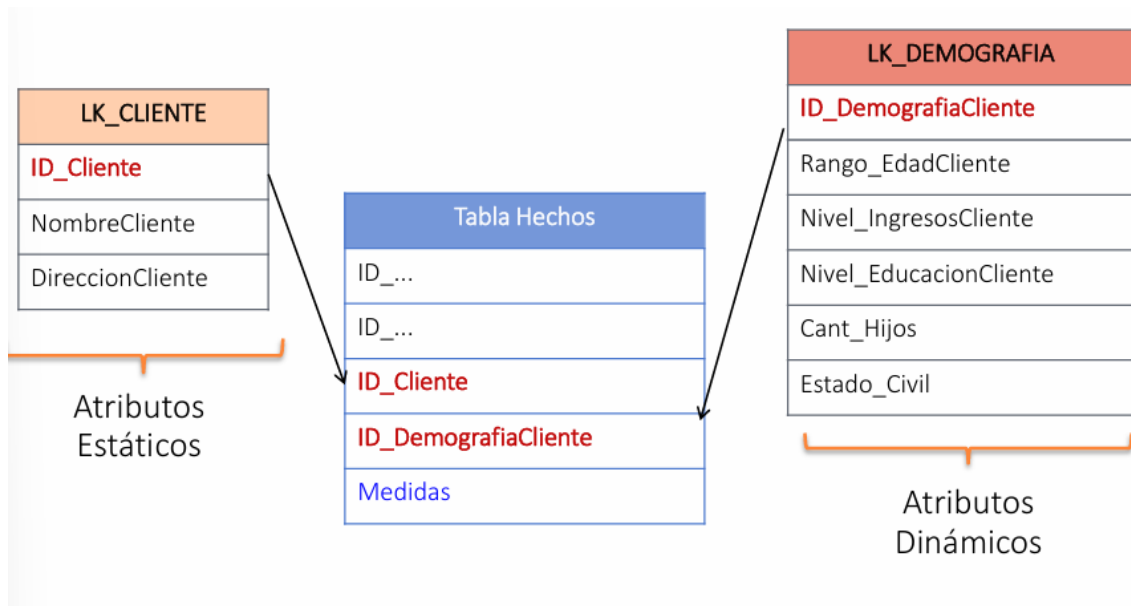 LK_CLIENTE
ID_Cliente
NombreCliente
DireccionCliente
Atributos
Estáticos
Tabla Hechos
ID_...
ID_...
ID_Cliente
ID_DemografiaCliente
Medidas
LK_DEMOGRAFIA
ID_DemografiaCliente
Rango_EdadCliente
Nivel_IngresosCliente
Nivel_EducacionCliente
Cant_Hijos
Estado_Civil
Atributos
Dinámicos